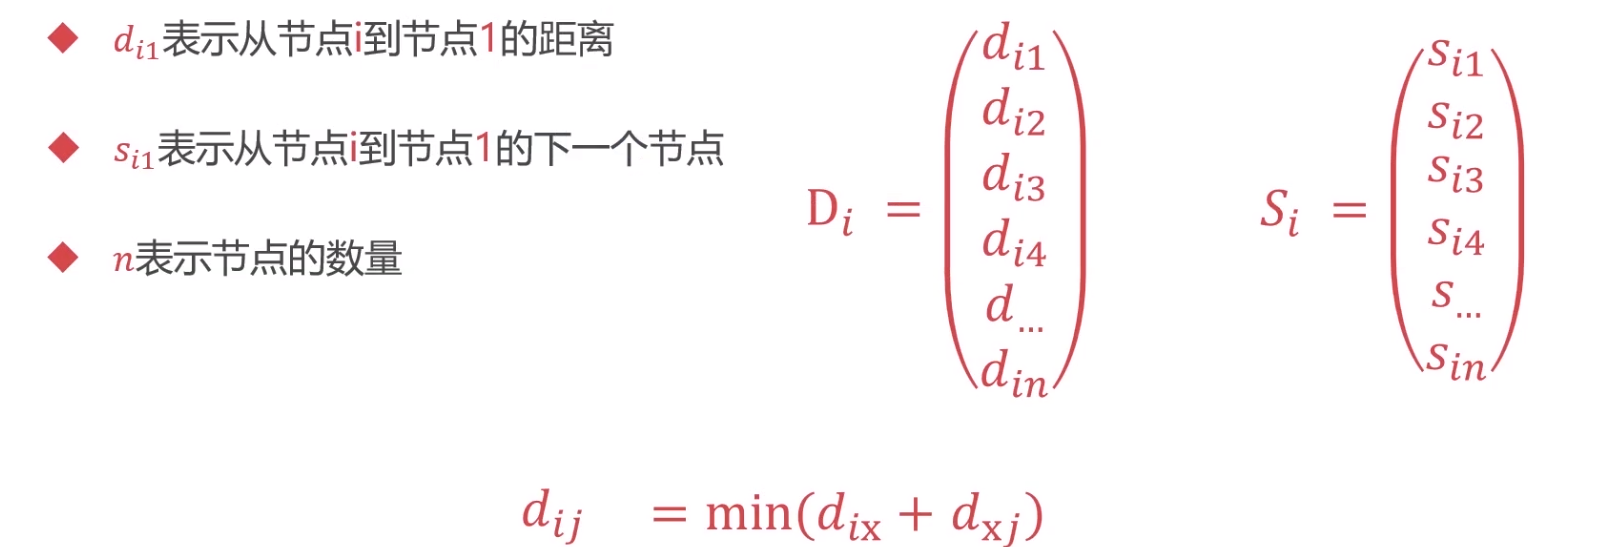 d_{i1}表示从节点i到节点1的距离
s_{i1}表示从节点i到节点1的下一个节点
n表示节点的数量
D_i = \begin{pmatrix} d_{i1} \\ d_{i2} \\ d_{i3} \\ d_{i4} \\ d_{...} \\ d_{in} \end{pmatrix}
S_i = \begin{pmatrix} s_{i1} \\ s_{i2} \\ s_{i3} \\ s_{i4} \\ s_{...} \\ s_{in} \end{pmatrix}
d_{ij} = min(d_{ix} + d_{xj})